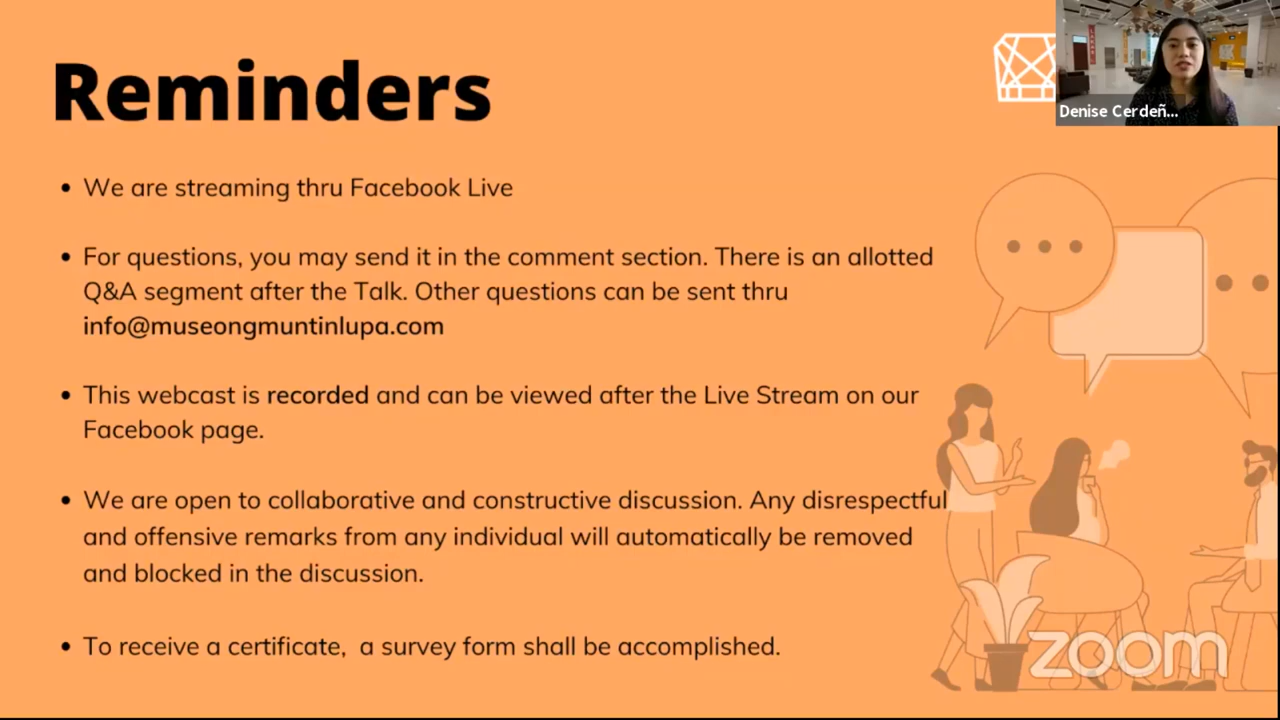 Reminders
Denise Cerdeñ...
We are streaming thru Facebook Live
For questions, you may send it in the comment section. There is an allotted
Q&A segment after the Talk. Other questions can be sent thru
info@museongmuntinlupa.com
This webcast is recorded and can be viewed after the Live Stream on our
Facebook page.
We are open to collaborative and constructive discussion. Any disrespectful
and offensive remarks from any individual will automatically be removed
and blocked in the discussion.
To receive a certificate, a survey form shall be accomplished.
zoom